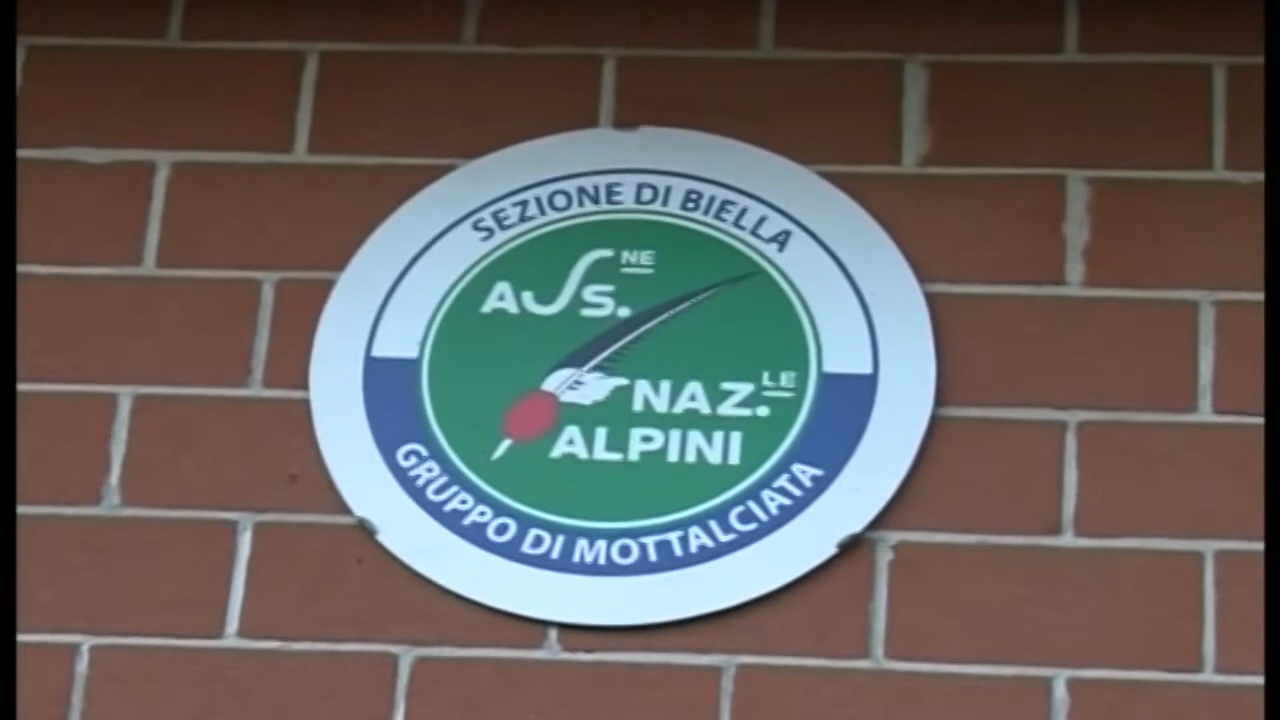 SEZIONE DI BIELLA
ASS.NE
NAZ.LE
ALPINI
GRUPPO DI MOTTALCIATA